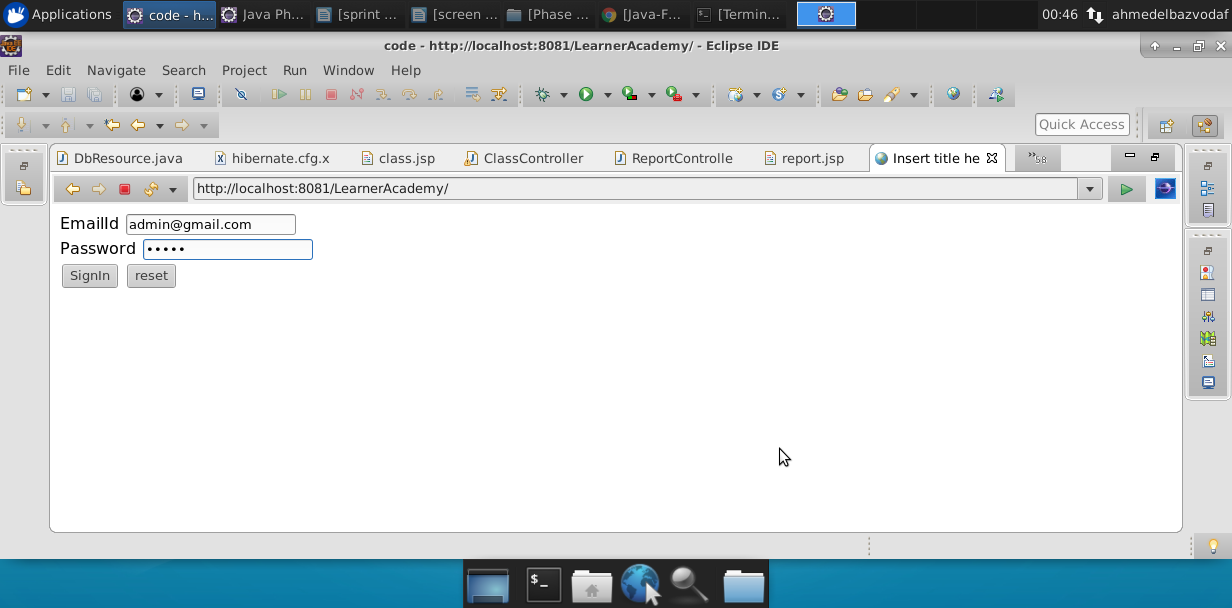 Applications code - h... Java Ph... [sprint ... [screen ... [Phase ... [Java-F... [Termin... 00:46 ahmedelbazvodaf
code - http://localhost:8081/LearnerAcademy/ - Eclipse IDE
File Edit Navigate Search Project Run Window Help
Quick Access
DbResource.java hibernate.cfg.x class.jsp ClassController ReportControlle report.jsp Insert title he »58
http://localhost:8081/LearnerAcademy/
EmailId admin@gmail.com
Password •••••
SignIn reset
$_